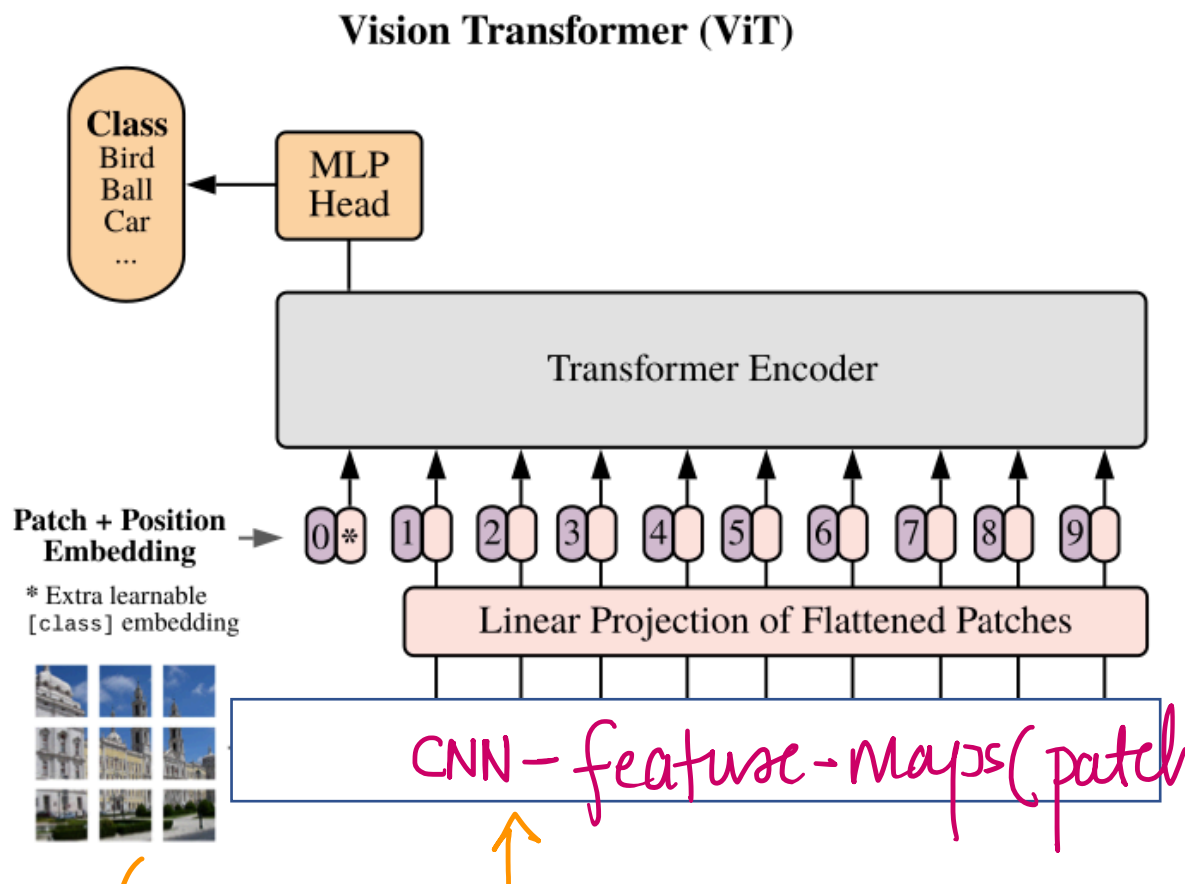 Vision Transformer (ViT)
Class
Bird
Ball
Car
...
MLP
Head
Transformer Encoder
Patch + Position
Embedding
0 * 1 2 3 4 5 6 7 8 9
* Extra learnable
[class] embedding
Linear Projection of Flattened Patches
CNN-feature-maps(patch